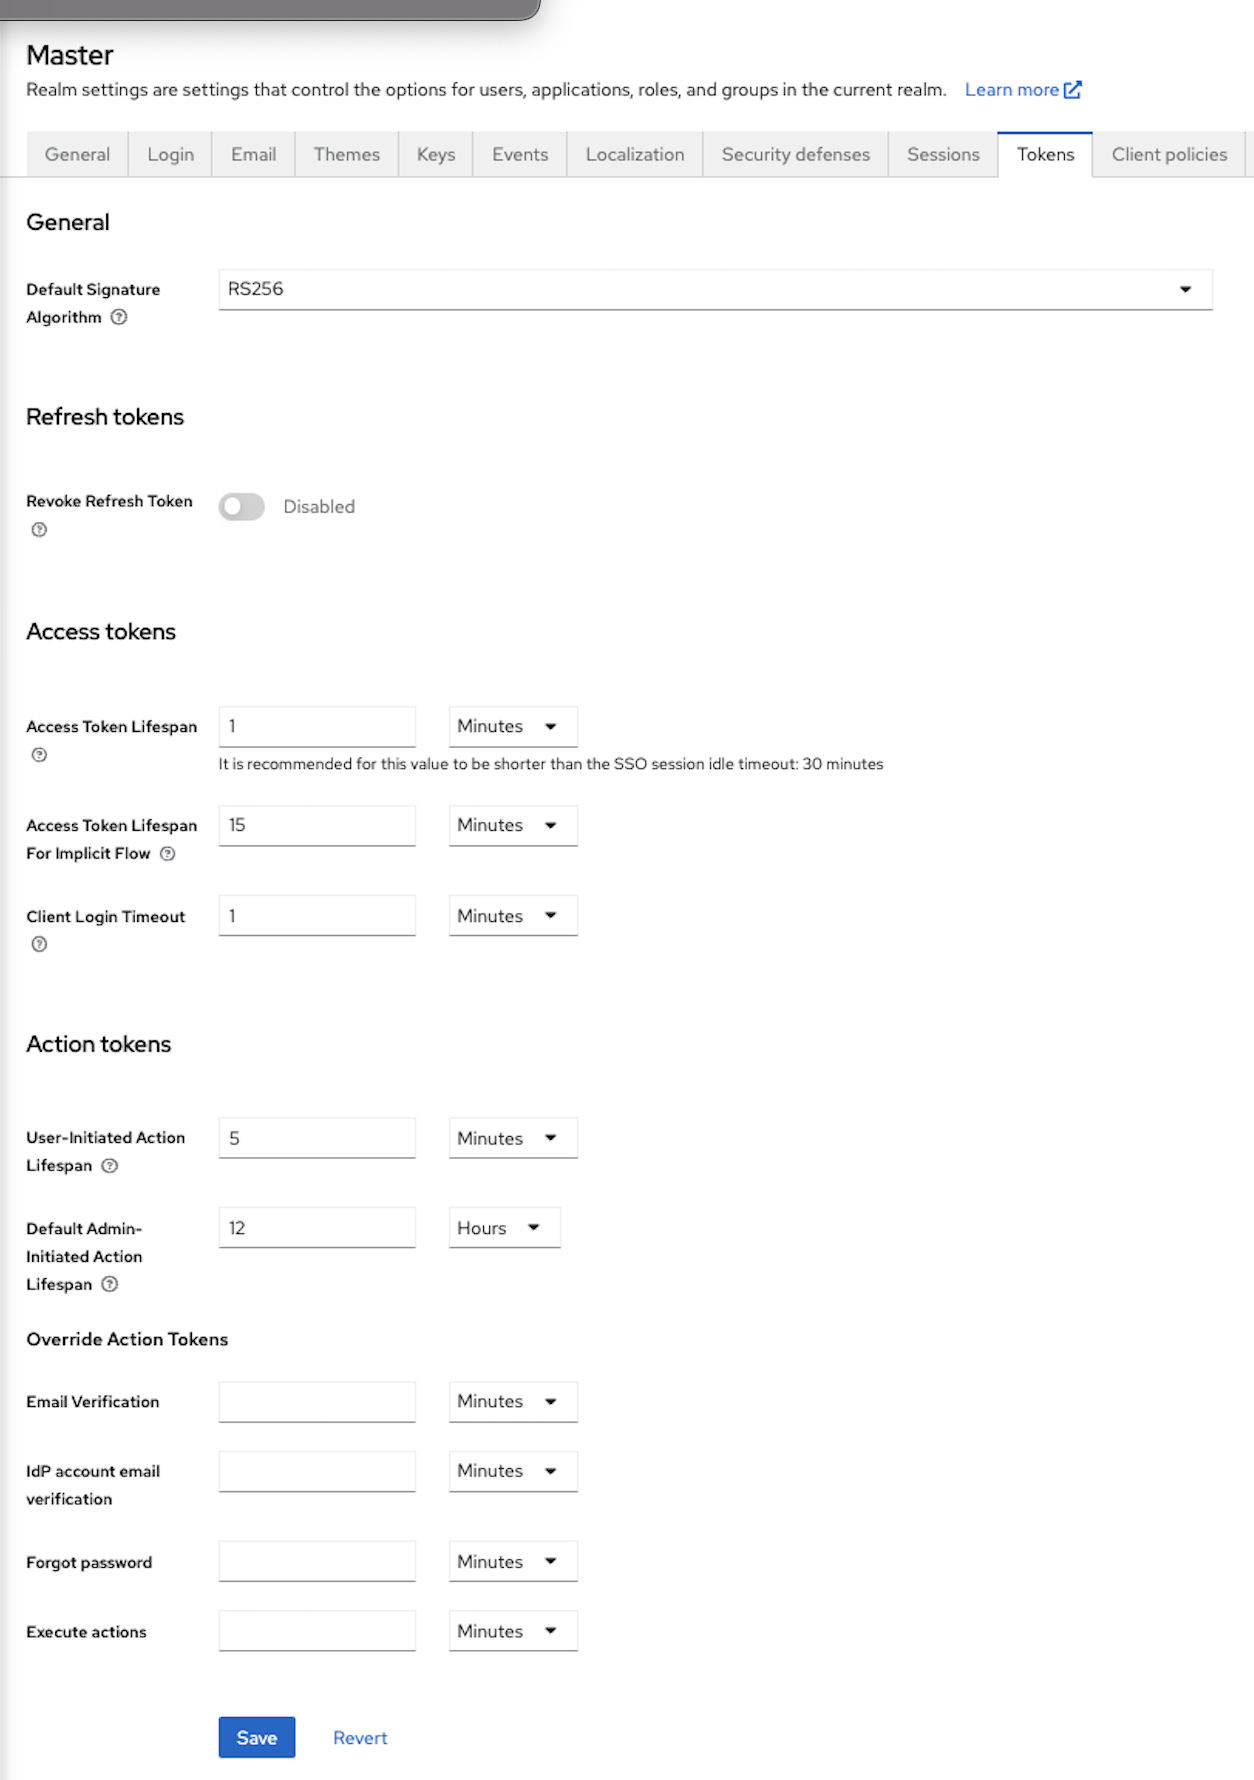 Master
Realm settings are settings that control the options for users, applications, roles, and groups in the current realm. Learn more
General Login Email Themes Keys Events Localization Security defenses Sessions Tokens Client policies
General
Default Signature
Algorithm
RS256
Refresh tokens
Revoke Refresh Token
Disabled
Access tokens
Access Token Lifespan
1 Minutes
It is recommended for this value to be shorter than the SSO session idle timeout: 30 minutes
Access Token Lifespan
For Implicit Flow
15 Minutes
Client Login Timeout
1 Minutes
Action tokens
User-Initiated Action
Lifespan
5 Minutes
Default Admin-
Initiated Action
Lifespan
12 Hours
Override Action Tokens
Email Verification
Minutes
IdP account email
verification
Minutes
Forgot password
Minutes
Execute actions
Minutes
Save Revert